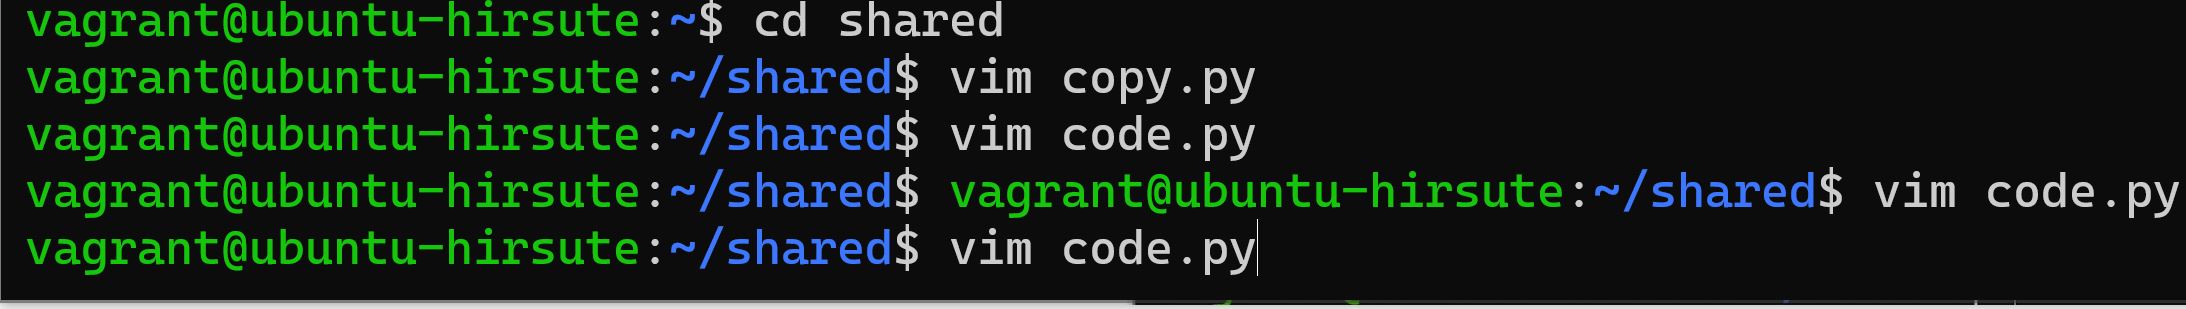 vagrant@ubuntu-hirsute:~$ cd shared
vagrant@ubuntu-hirsute:~/shared$ vim copy.py
vagrant@ubuntu-hirsute:~/shared$ vim code.py
vagrant@ubuntu-hirsute:~/shared$ vagrant@ubuntu-hirsute:~/shared$ vim code.py
vagrant@ubuntu-hirsute:~/shared$ vim code.py